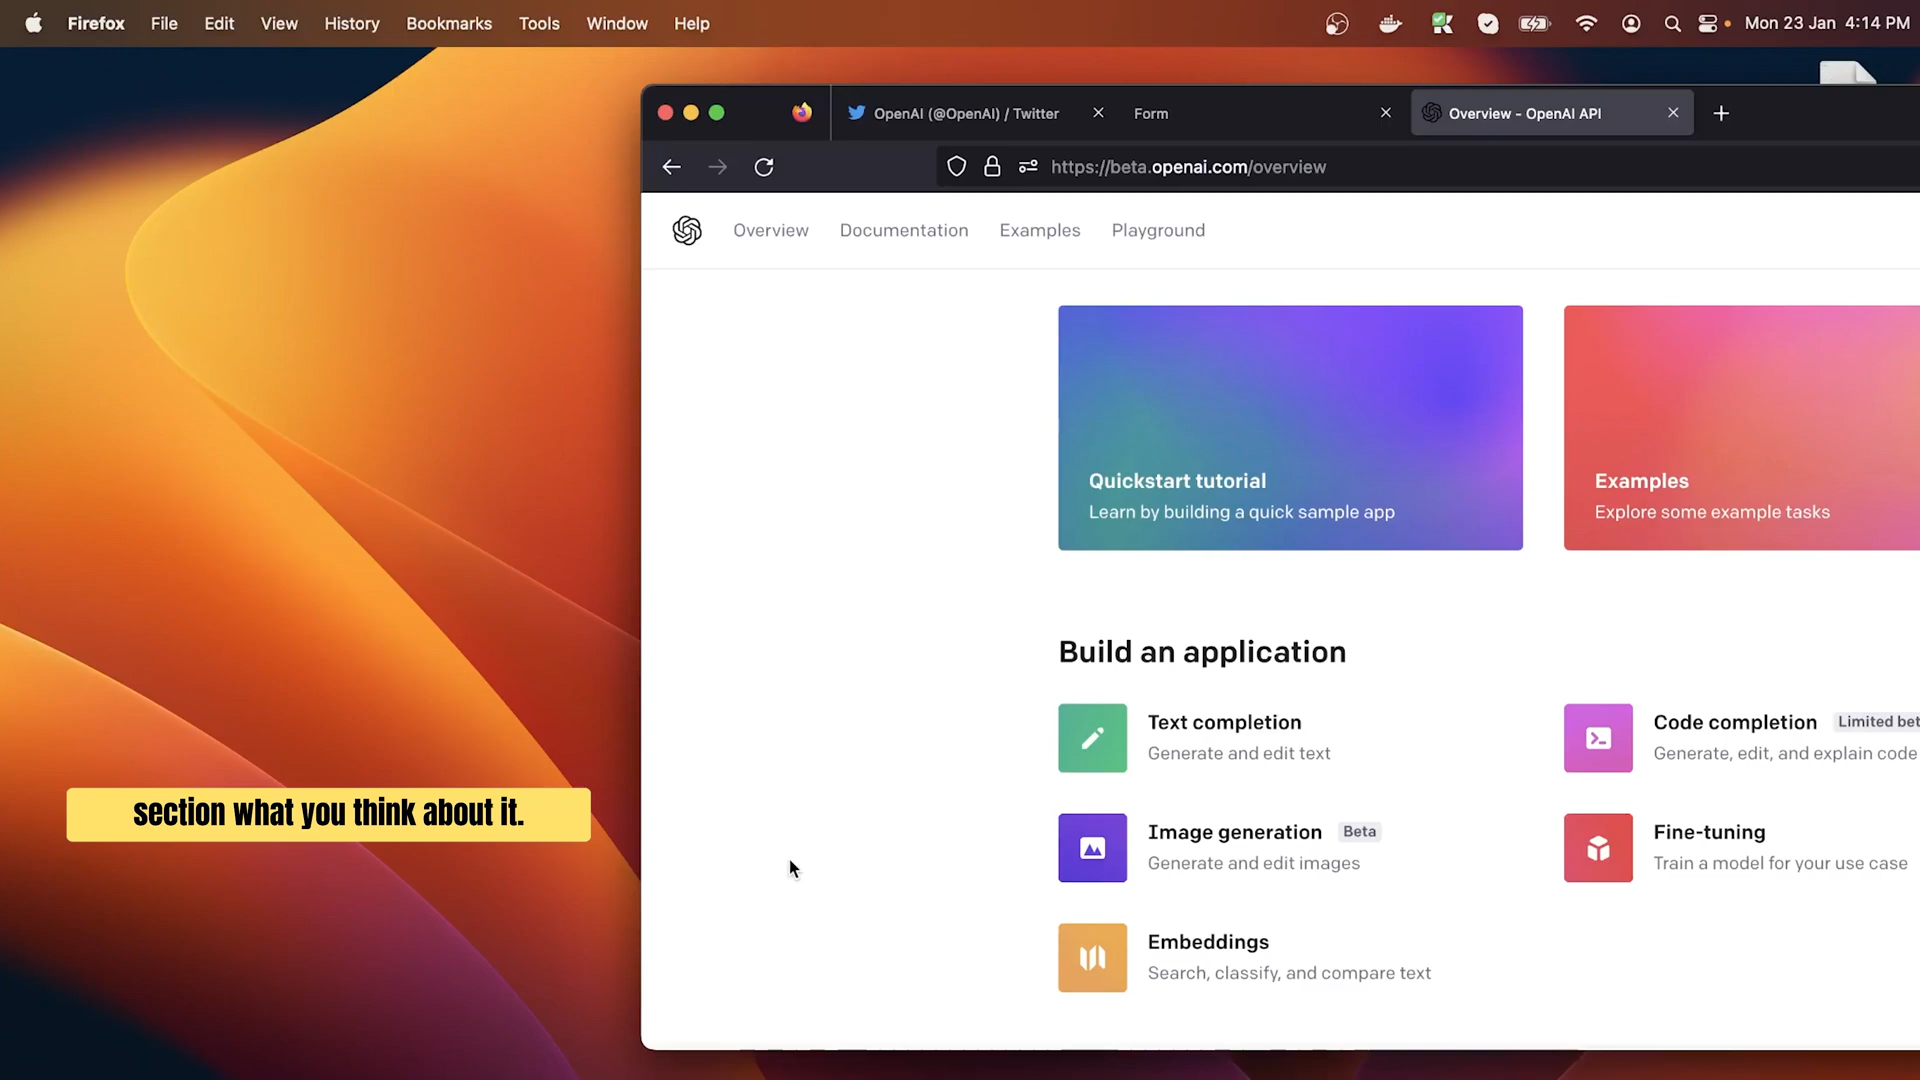 Firefox File Edit View History Bookmarks Tools Window Help Mon 23 Jan 4:14 PM
OpenAI (@OpenAI) / Twitter Form Overview - OpenAI API
https://beta.openai.com/overview
Overview Documentation Examples Playground
Quickstart tutorial
Learn by building a quick sample app
Examples
Explore some example tasks
Build an application
Text completion
Generate and edit text
Code completion Limited bet
Generate, edit, and explain code
Image generation Beta
Generate and edit images
Fine-tuning
Train a model for your use case
Embeddings
Search, classify, and compare text
section what you think about it.